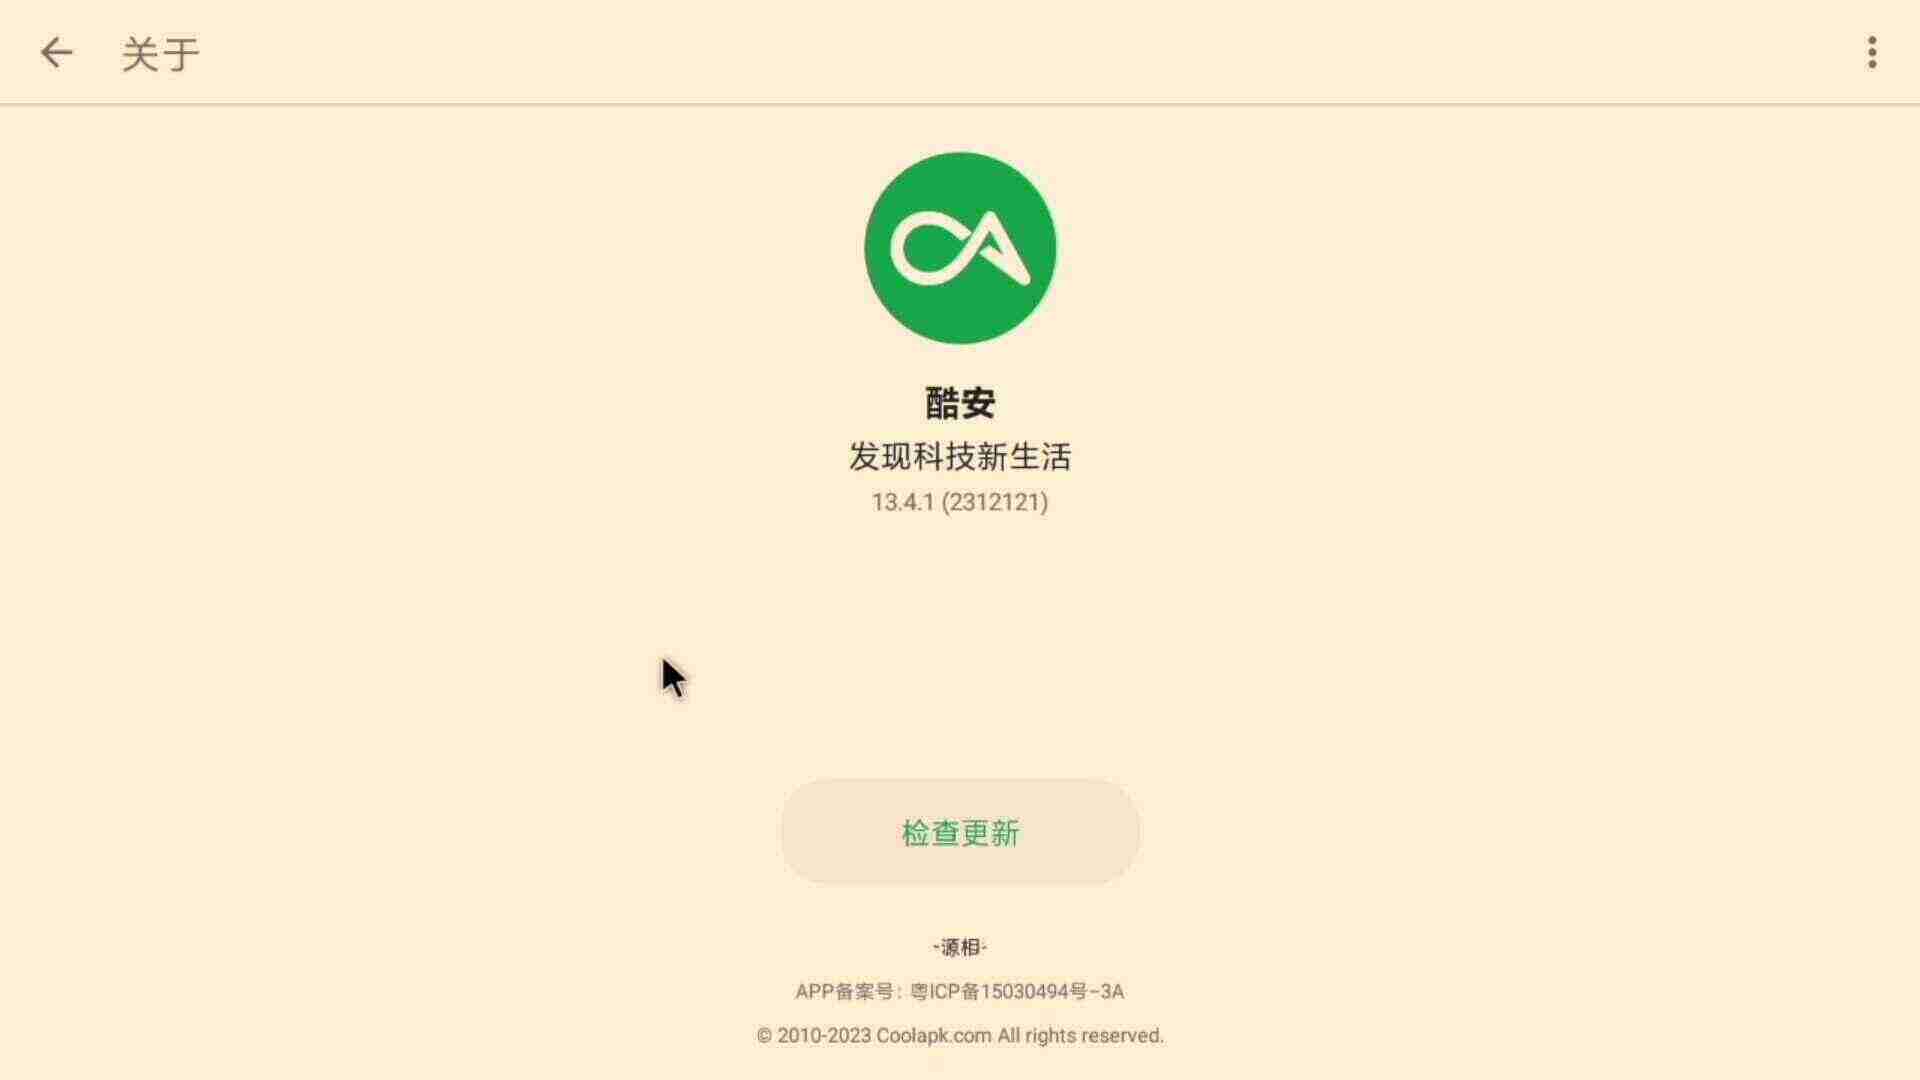 关于
酷安
发现科技新生活
13.4.1 (2312121)
检查更新
-源相-
APP备案号：粤ICP备15030494号-3A
© 2010-2023 Coolapk.com All rights reserved.